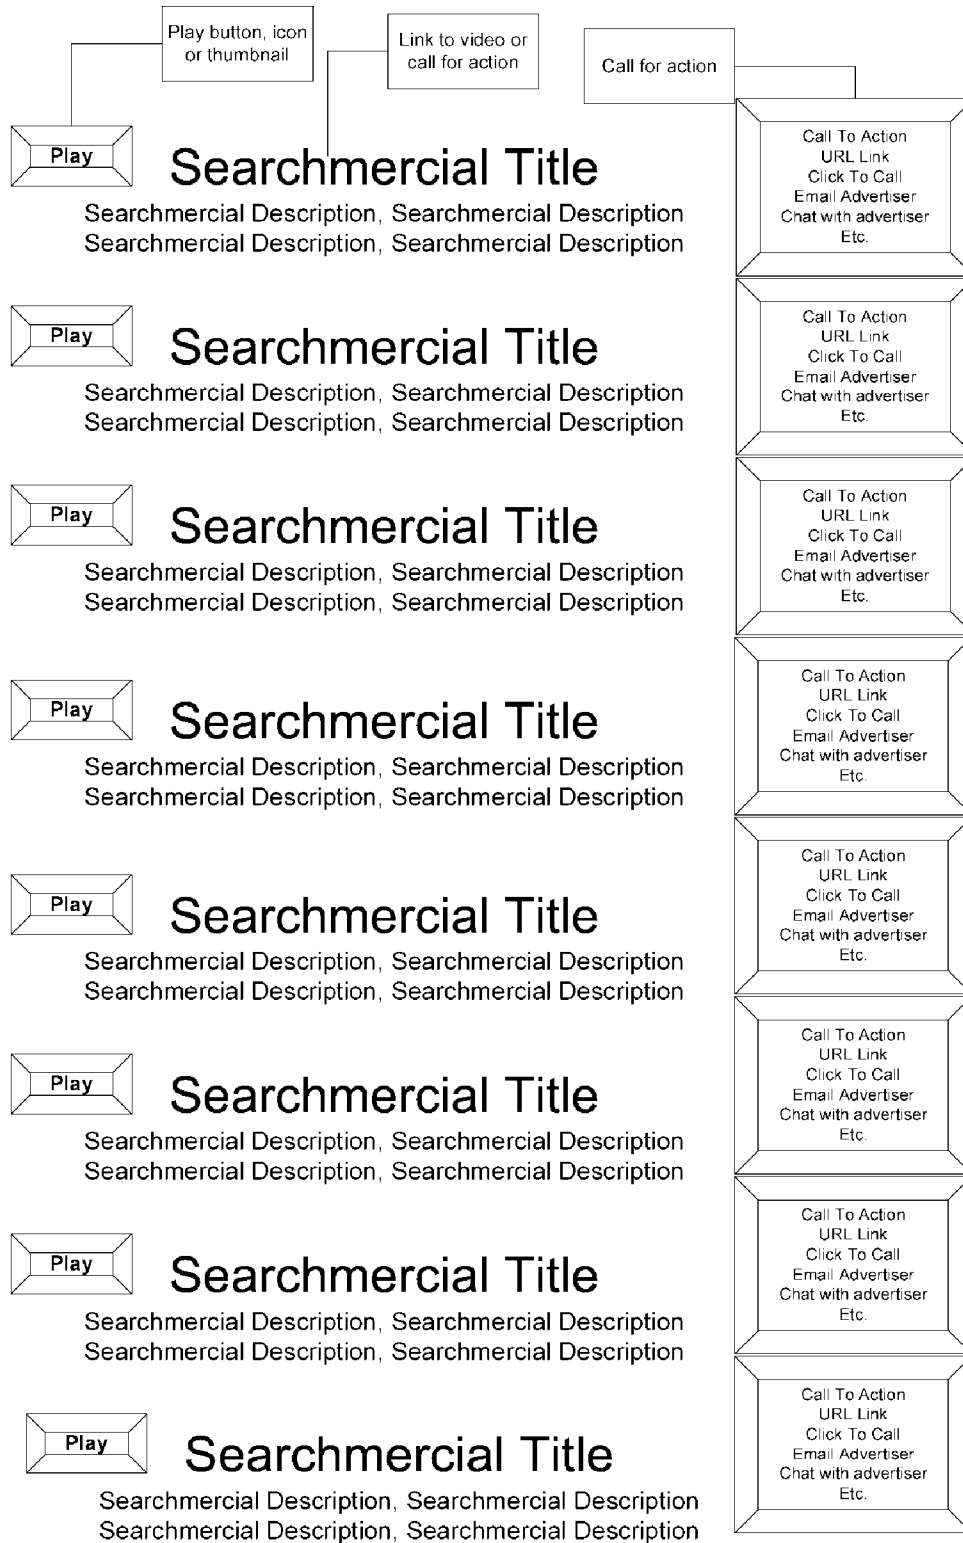 Play button, icon
or thumbnail
Link to video or
call for action
Call for action
Play
Searchmercial Title
Searchmercial Description, Searchmercial Description
Searchmercial Description, Searchmercial Description
Call To Action
URL Link
Click To Call
Email Advertiser
Chat with advertiser
Etc.
Play
Searchmercial Title
Searchmercial Description, Searchmercial Description
Searchmercial Description, Searchmercial Description
Call To Action
URL Link
Click To Call
Email Advertiser
Chat with advertiser
Etc.
Play
Searchmercial Title
Searchmercial Description, Searchmercial Description
Searchmercial Description, Searchmercial Description
Call To Action
URL Link
Click To Call
Email Advertiser
Chat with advertiser
Etc.
Play
Searchmercial Title
Searchmercial Description, Searchmercial Description
Searchmercial Description, Searchmercial Description
Call To Action
URL Link
Click To Call
Email Advertiser
Chat with advertiser
Etc.
Play
Searchmercial Title
Searchmercial Description, Searchmercial Description
Searchmercial Description, Searchmercial Description
Call To Action
URL Link
Click To Call
Email Advertiser
Chat with advertiser
Etc.
Play
Searchmercial Title
Searchmercial Description, Searchmercial Description
Searchmercial Description, Searchmercial Description
Call To Action
URL Link
Click To Call
Email Advertiser
Chat with advertiser
Etc.
Play
Searchmercial Title
Searchmercial Description, Searchmercial Description
Searchmercial Description, Searchmercial Description
Call To Action
URL Link
Click To Call
Email Advertiser
Chat with advertiser
Etc.
Play
Searchmercial Title
Searchmercial Description, Searchmercial Description
Searchmercial Description, Searchmercial Description
Call To Action
URL Link
Click To Call
Email Advertiser
Chat with advertiser
Etc.